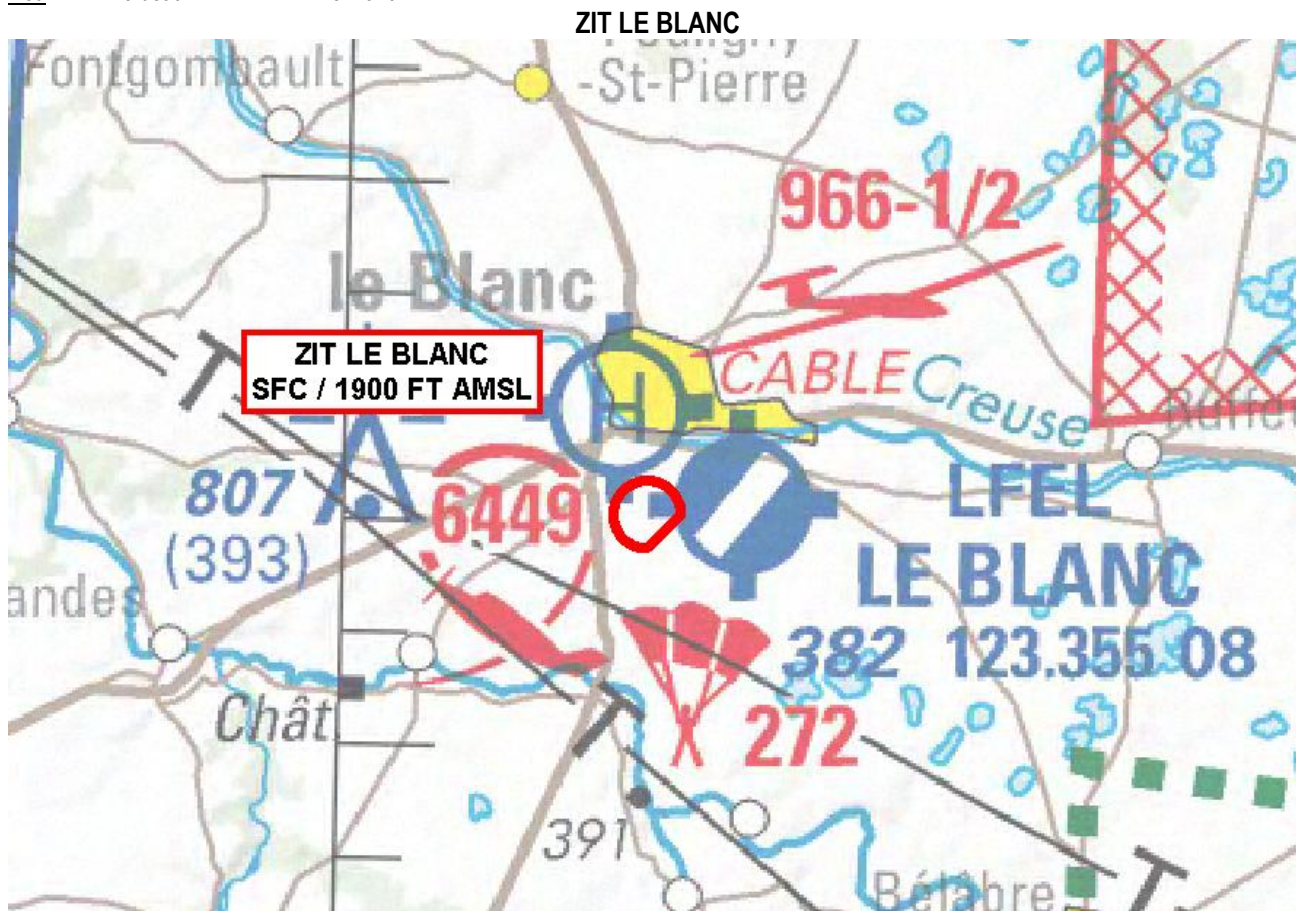 ZIT LE BLANC
Fontgombault
-St-Pierre
966-1/2
le Blanc
ZIT LE BLANC
SFC / 1900 FT AMSL
H
CABLE
Creuse
807
(393)
6449
LFEL
LE BLANC
382 123.355 08
andes
Chât.
272
391
Bélâbre